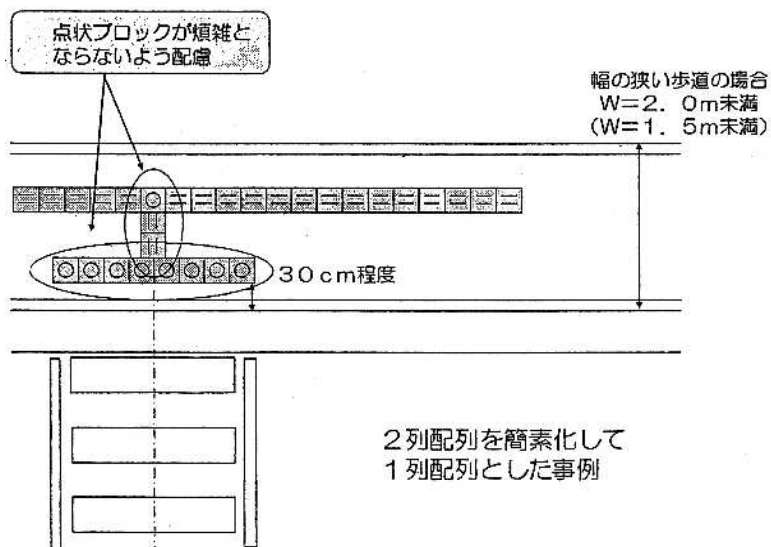 点状ブロックが煩雑と
ならないよう配慮
幅の狭い歩道の場合
W＝2．0m未満
（W＝1．5m未満）
30cm程度
2列配列を簡素化して
1列配列とした事例